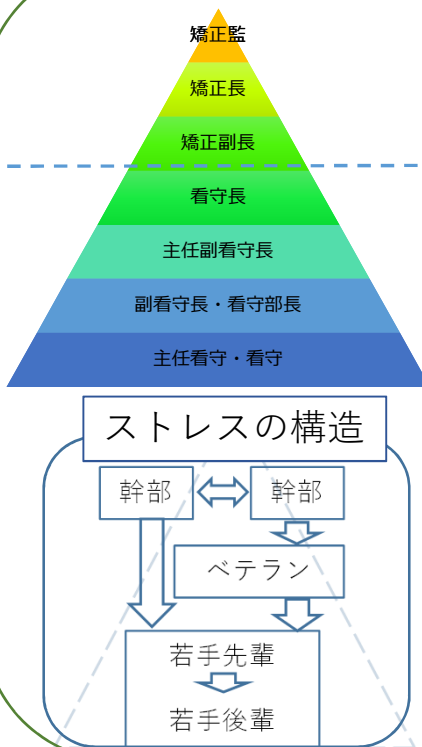 矯正監
矯正長
矯正副長
看守長
主任副看守長
副看守長・看守部長
主任看守・看守
ストレスの構造
幹部
幹部
ベテラン
若手先輩
若手後輩